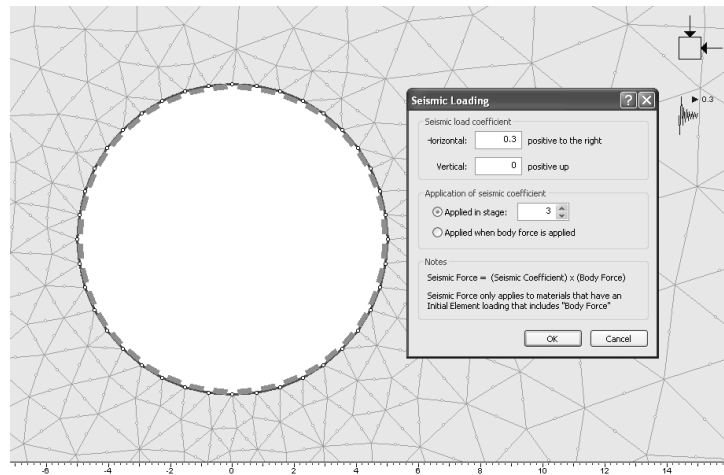 0.3
Seismic Loading
Seismic load coefficient
Horizontal: 0.3 positive to the right
Vertical: 0 positive up
Application of seismic coefficient
Applied in stage: 3
Applied when body force is applied
Notes
Seismic Force = (Seismic Coefficient) x (Body Force)
Seismic Force only applies to materials that have an
Initial Element loading that includes "Body Force"
OK Cancel
-6 -4 -2 0 2 4 6 8 10 12 14